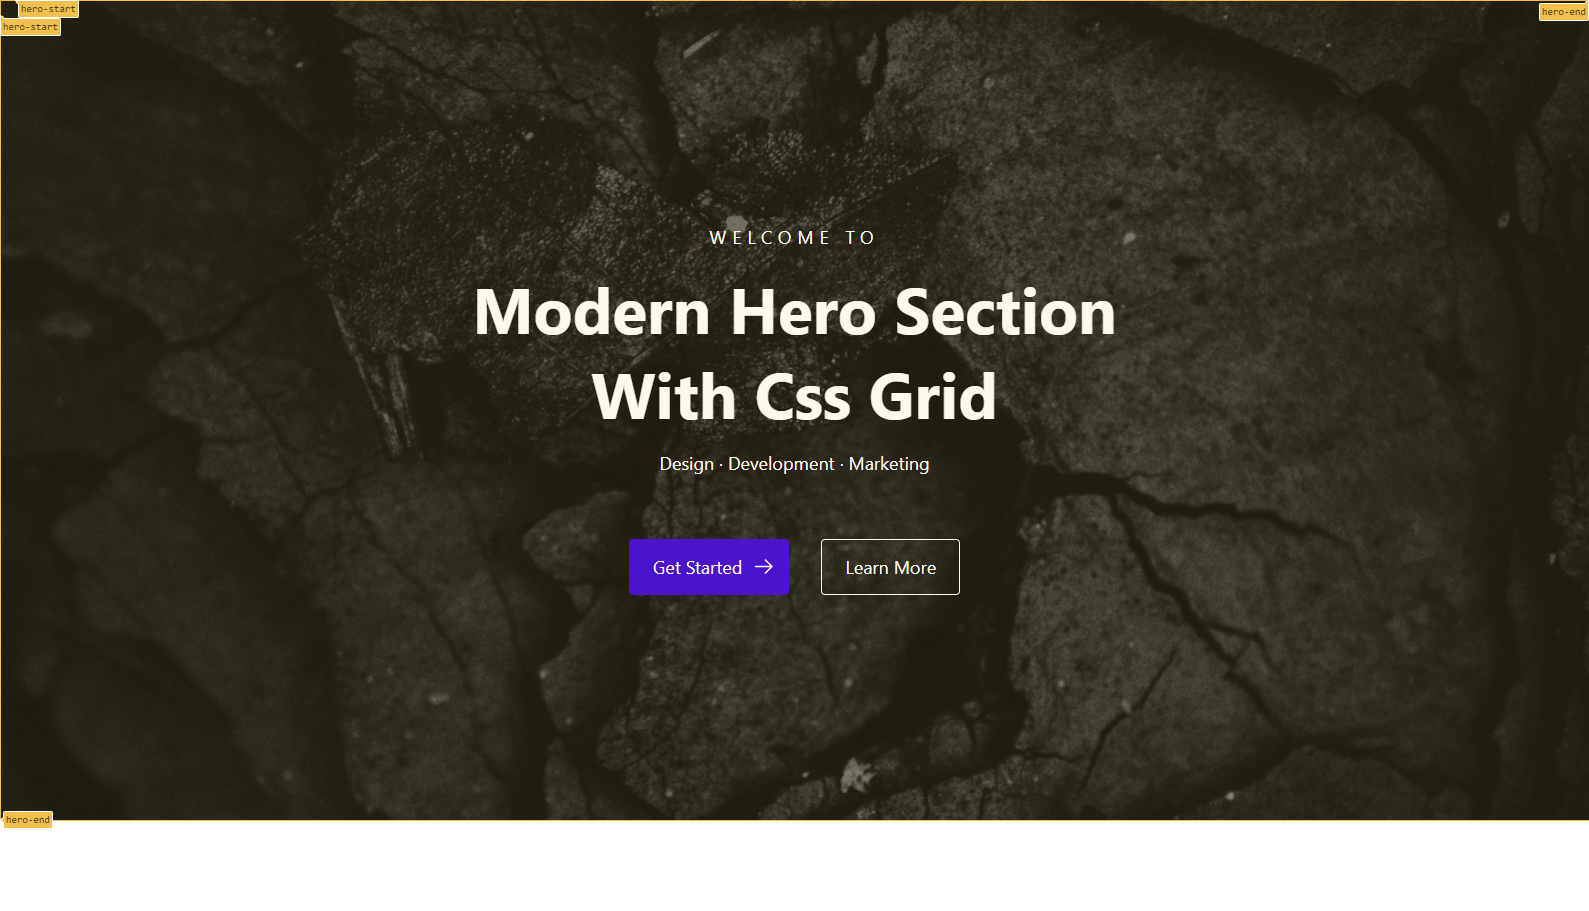 hero-start
hero-end
hero-start
WELCOME TO
Modern Hero Section
With Css Grid
Design · Development · Marketing
Get Started →
Learn More
hero-end